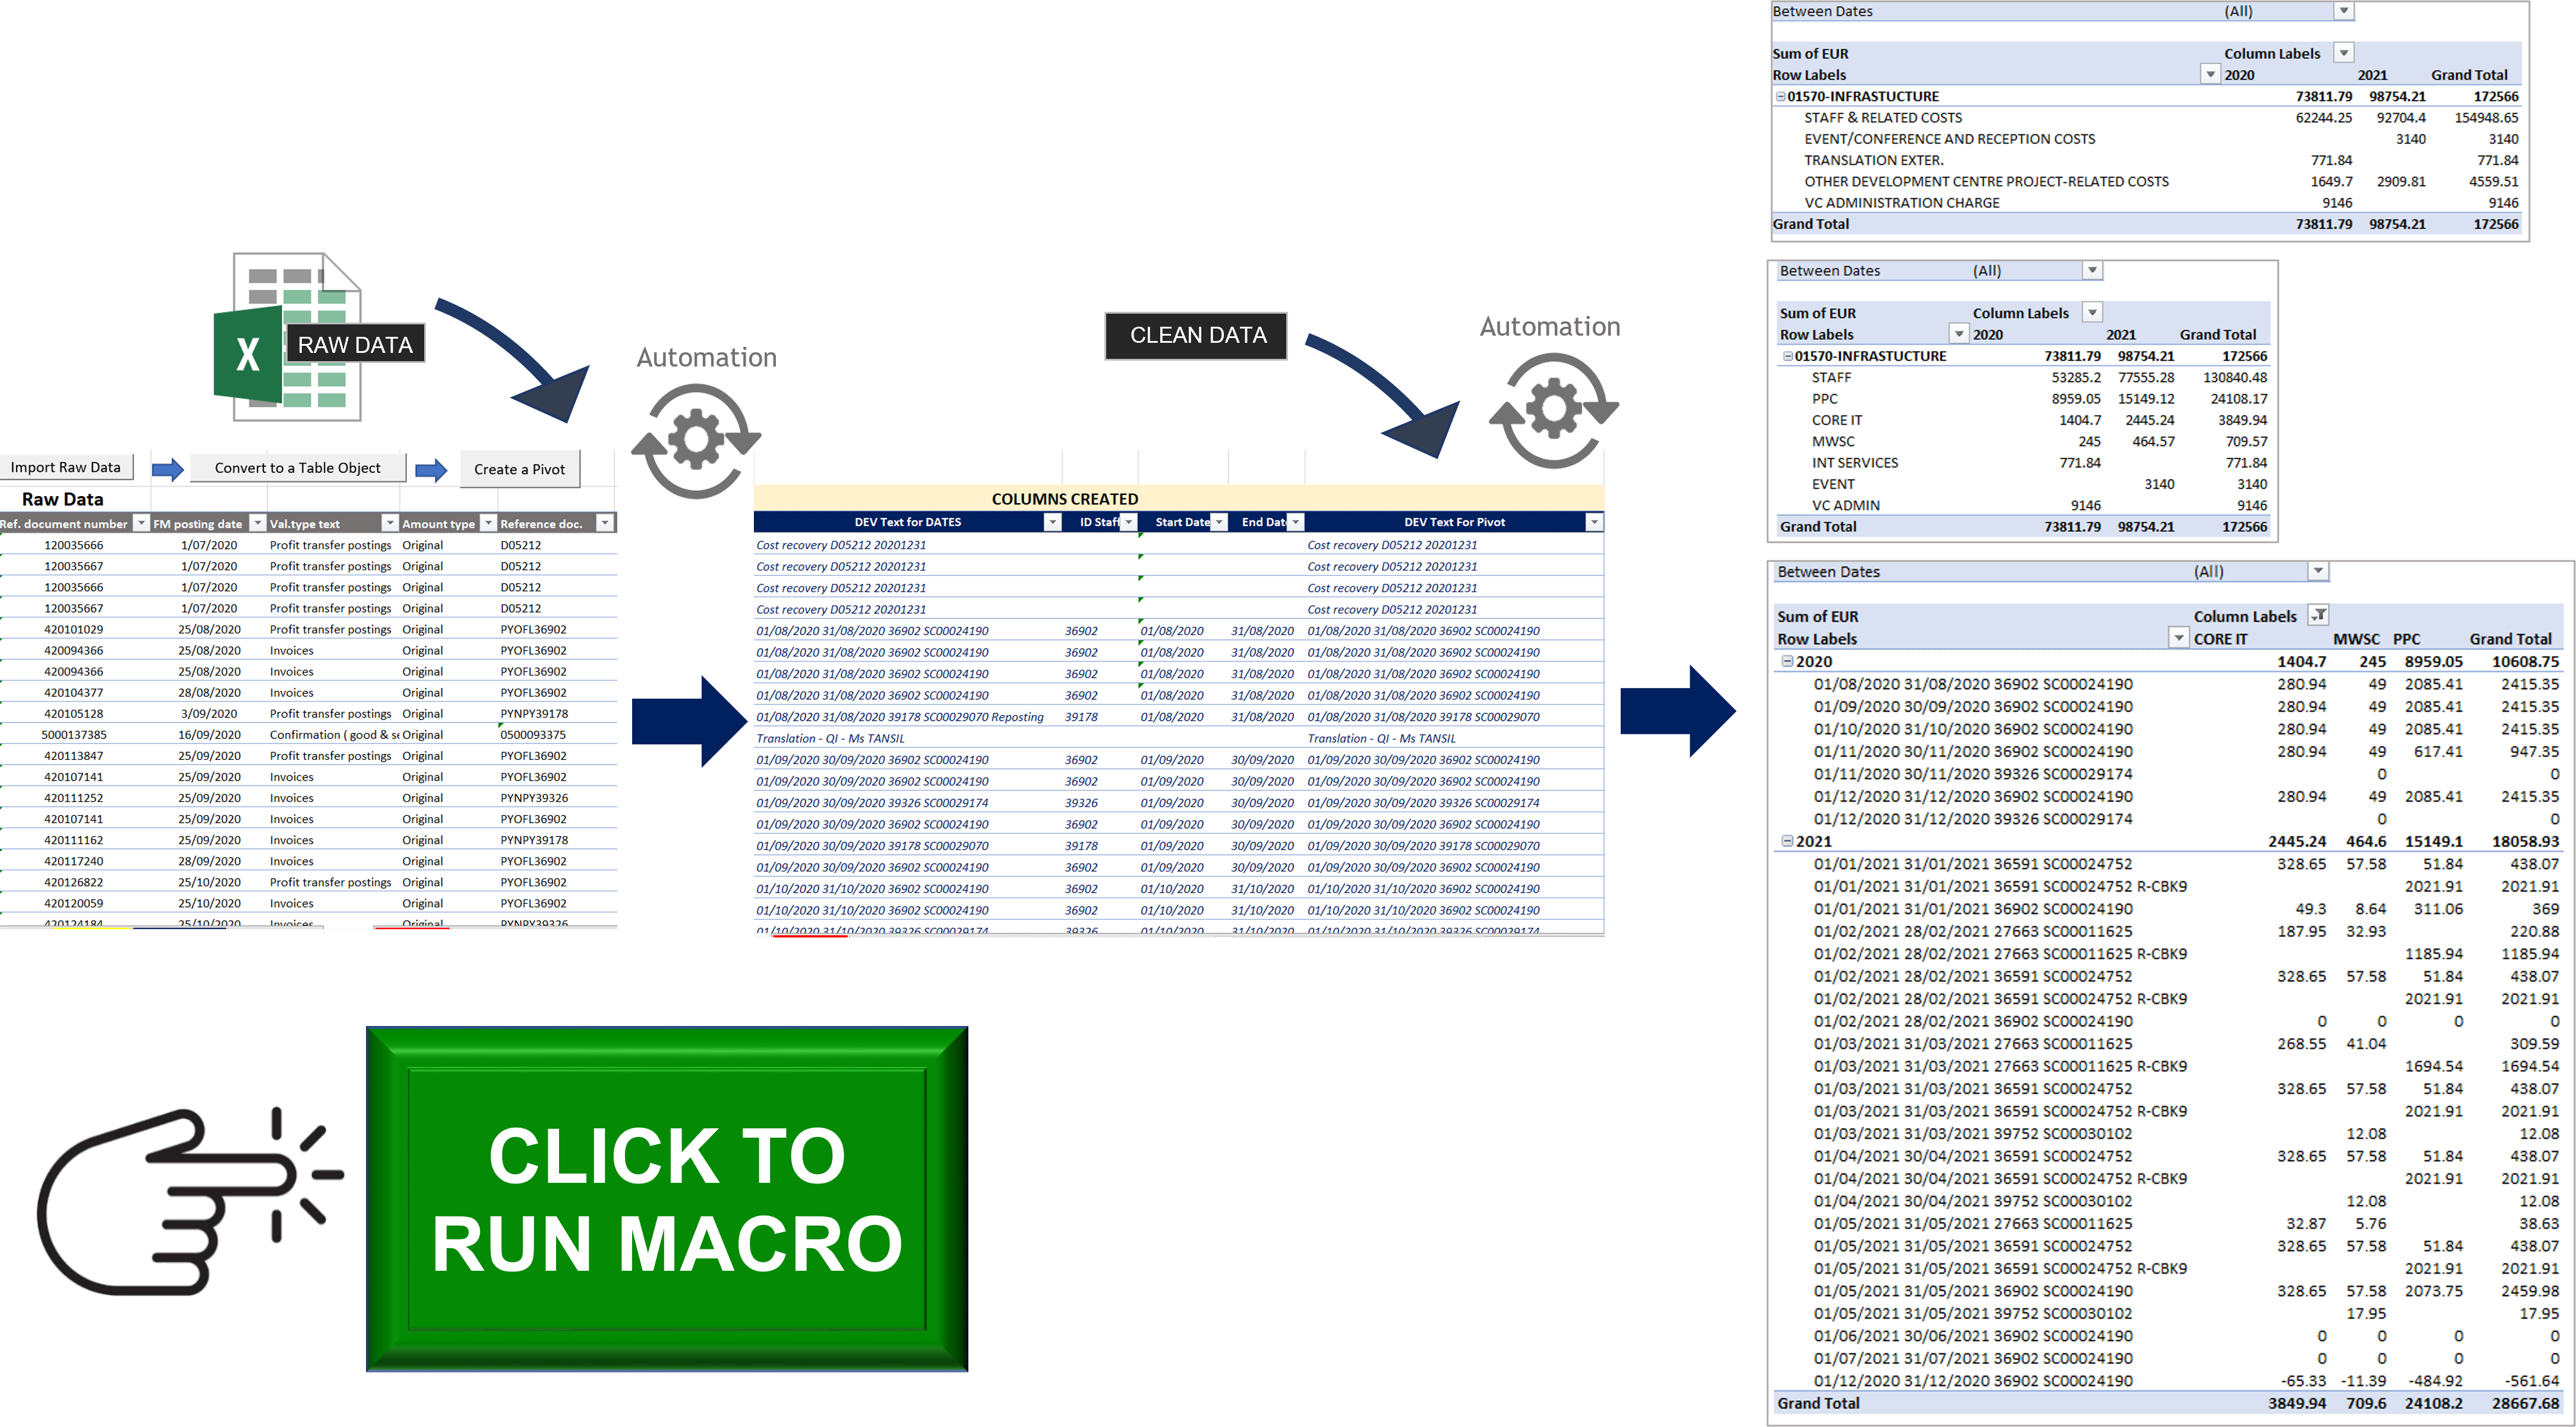 RAW DATA
Automation
Import Raw Data Convert to a Table Object Create a Pivot
Raw Data
Ref. document number FM posting date Val.type text Amount type Reference doc.
120035666 1/07/2020 Profit transfer postings Original D05212
120035667 1/07/2020 Profit transfer postings Original D05212
120035666 1/07/2020 Profit transfer postings Original D05212
120035667 1/07/2020 Profit transfer postings Original D05212
420101029 25/08/2020 Profit transfer postings Original PYOFL36902
420094366 25/08/2020 Invoices Original PYOFL36902
420094366 25/08/2020 Invoices Original PYOFL36902
420104377 28/08/2020 Invoices Original PYOFL36902
420105128 3/09/2020 Profit transfer postings Original PYNPY39178
5000137385 16/09/2020 Confirmation ( good & se Original 0500093375
420113847 25/09/2020 Profit transfer postings Original PYOFL36902
420107141 25/09/2020 Invoices Original PYOFL36902
420111252 25/09/2020 Invoices Original PYNPY39326
420107141 25/09/2020 Invoices Original PYOFL36902
420111162 25/09/2020 Invoices Original PYNPY39178
420117240 28/09/2020 Invoices Original PYOFL36902
420126822 25/10/2020 Profit transfer postings Original PYOFL36902
420120059 25/10/2020 Invoices Original PYOFL36902
420124184 25/10/2020 Invoices Original PYNPY39326
CLEAN DATA
Automation
COLUMNS CREATED
DEV Text for DATES ID Staff Start Date End Dat DEV Text For Pivot
Cost recovery D05212 20201231 Cost recovery D05212 20201231
Cost recovery D05212 20201231 Cost recovery D05212 20201231
Cost recovery D05212 20201231 Cost recovery D05212 20201231
Cost recovery D05212 20201231 Cost recovery D05212 20201231
01/08/2020 31/08/2020 36902 SC00024190 36902 01/08/2020 31/08/2020 01/08/2020 31/08/2020 36902 SC00024190
01/08/2020 31/08/2020 36902 SC00024190 36902 01/08/2020 31/08/2020 01/08/2020 31/08/2020 36902 SC00024190
01/08/2020 31/08/2020 36902 SC00024190 36902 01/08/2020 31/08/2020 01/08/2020 31/08/2020 36902 SC00024190
01/08/2020 31/08/2020 36902 SC00024190 36902 01/08/2020 31/08/2020 01/08/2020 31/08/2020 36902 SC00024190
01/08/2020 31/08/2020 39178 SC00029070 Reposting 39178 01/08/2020 31/08/2020 01/08/2020 31/08/2020 39178 SC00029070
Translation - QI - Ms TANSIL Translation - QI - Ms TANSIL
01/09/2020 30/09/2020 36902 SC00024190 36902 01/09/2020 30/09/2020 01/09/2020 30/09/2020 36902 SC00024190
01/09/2020 30/09/2020 36902 SC00024190 36902 01/09/2020 30/09/2020 01/09/2020 30/09/2020 36902 SC00024190
01/09/2020 30/09/2020 39326 SC00029174 39326 01/09/2020 30/09/2020 01/09/2020 30/09/2020 39326 SC00029174
01/09/2020 30/09/2020 36902 SC00024190 36902 01/09/2020 30/09/2020 01/09/2020 30/09/2020 36902 SC00024190
01/09/2020 30/09/2020 39178 SC00029070 39178 01/09/2020 30/09/2020 01/09/2020 30/09/2020 39178 SC00029070
01/09/2020 30/09/2020 36902 SC00024190 36902 01/09/2020 30/09/2020 01/09/2020 30/09/2020 36902 SC00024190
01/10/2020 31/10/2020 36902 SC00024190 36902 01/10/2020 31/10/2020 01/10/2020 31/10/2020 36902 SC00024190
01/10/2020 31/10/2020 36902 SC00024190 36902 01/10/2020 31/10/2020 01/10/2020 31/10/2020 36902 SC00024190
01/10/2020 31/10/2020 39326 SC00029174 39326 01/10/2020 31/10/2020 01/10/2020 31/10/2020 39326 SC00029174
CLICK TO
RUN MACRO
Between Dates (All)
Sum of EUR Column Labels
Row Labels 2020 2021 Grand Total
01570-INFRASTUCTURE 73811.79 98754.21 172566
STAFF & RELATED COSTS 62244.25 92704.4 154948.65
EVENT/CONFERENCE AND RECEPTION COSTS 3140 3140
TRANSLATION EXTER. 771.84 771.84
OTHER DEVELOPMENT CENTRE PROJECT-RELATED COSTS 1649.7 2909.81 4559.51
VC ADMINISTRATION CHARGE 9146 9146
Grand Total 73811.79 98754.21 172566
Between Dates (All)
Sum of EUR Column Labels
Row Labels 2020 2021 Grand Total
01570-INFRASTUCTURE 73811.79 98754.21 172566
STAFF 53285.2 77555.28 130840.48
PPC 8959.05 15149.12 24108.17
CORE IT 1404.7 2445.24 3849.94
MWSC 245 464.57 709.57
INT SERVICES 771.84 771.84
EVENT 3140 3140
VC ADMIN 9146 9146
Grand Total 73811.79 98754.21 172566
Between Dates (All)
Sum of EUR Column Labels
Row Labels CORE IT MWSC PPC Grand Total
2020 1404.7 245 8959.05 10608.75
01/08/2020 31/08/2020 36902 SC00024190 280.94 49 2085.41 2415.35
01/09/2020 30/09/2020 36902 SC00024190 280.94 49 2085.41 2415.35
01/10/2020 31/10/2020 36902 SC00024190 280.94 49 2085.41 2415.35
01/11/2020 30/11/2020 36902 SC00024190 280.94 49 617.41 947.35
01/11/2020 30/11/2020 39326 SC00029174 0 0
01/12/2020 31/12/2020 36902 SC00024190 280.94 49 2085.41 2415.35
01/12/2020 31/12/2020 39326 SC00029174 0 0
2021 2445.24 464.6 15149.1 18058.93
01/01/2021 31/01/2021 36591 SC00024752 328.65 57.58 51.84 438.07
01/01/2021 31/01/2021 36591 SC00024752 R-CBK9 2021.91 2021.91
01/01/2021 31/01/2021 36902 SC00024190 49.3 8.64 311.06 369
01/02/2021 28/02/2021 27663 SC00011625 187.95 32.93 220.88
01/02/2021 28/02/2021 27663 SC00011625 R-CBK9 1185.94 1185.94
01/02/2021 28/02/2021 36591 SC00024752 328.65 57.58 51.84 438.07
01/02/2021 28/02/2021 36591 SC00024752 R-CBK9 2021.91 2021.91
01/02/2021 28/02/2021 36902 SC00024190 0 0 0 0
01/03/2021 31/03/2021 27663 SC00011625 268.55 41.04 309.59
01/03/2021 31/03/2021 27663 SC00011625 R-CBK9 1694.54 1694.54
01/03/2021 31/03/2021 36591 SC00024752 328.65 57.58 51.84 438.07
01/03/2021 31/03/2021 36591 SC00024752 R-CBK9 2021.91 2021.91
01/03/2021 31/03/2021 39752 SC00030102 12.08 12.08
01/04/2021 30/04/2021 36591 SC00024752 328.65 57.58 51.84 438.07
01/04/2021 30/04/2021 36591 SC00024752 R-CBK9 2021.91 2021.91
01/04/2021 30/04/2021 39752 SC00030102 12.08 12.08
01/05/2021 31/05/2021 27663 SC00011625 32.87 5.76 38.63
01/05/2021 31/05/2021 36591 SC00024752 328.65 57.58 51.84 438.07
01/05/2021 31/05/2021 36591 SC00024752 R-CBK9 2021.91 2021.91
01/05/2021 31/05/2021 36902 SC00024190 328.65 57.58 2073.75 2459.98
01/05/2021 31/05/2021 39752 SC00030102 17.95 17.95
01/06/2021 30/06/2021 36902 SC00024190 0 0 0 0
01/07/2021 31/07/2021 36902 SC00024190 0 0 0 0
01/12/2020 31/12/2020 36902 SC00024190 -65.33 -11.39 -484.92 -561.64
Grand Total 3849.94 709.6 24108.2 28667.68